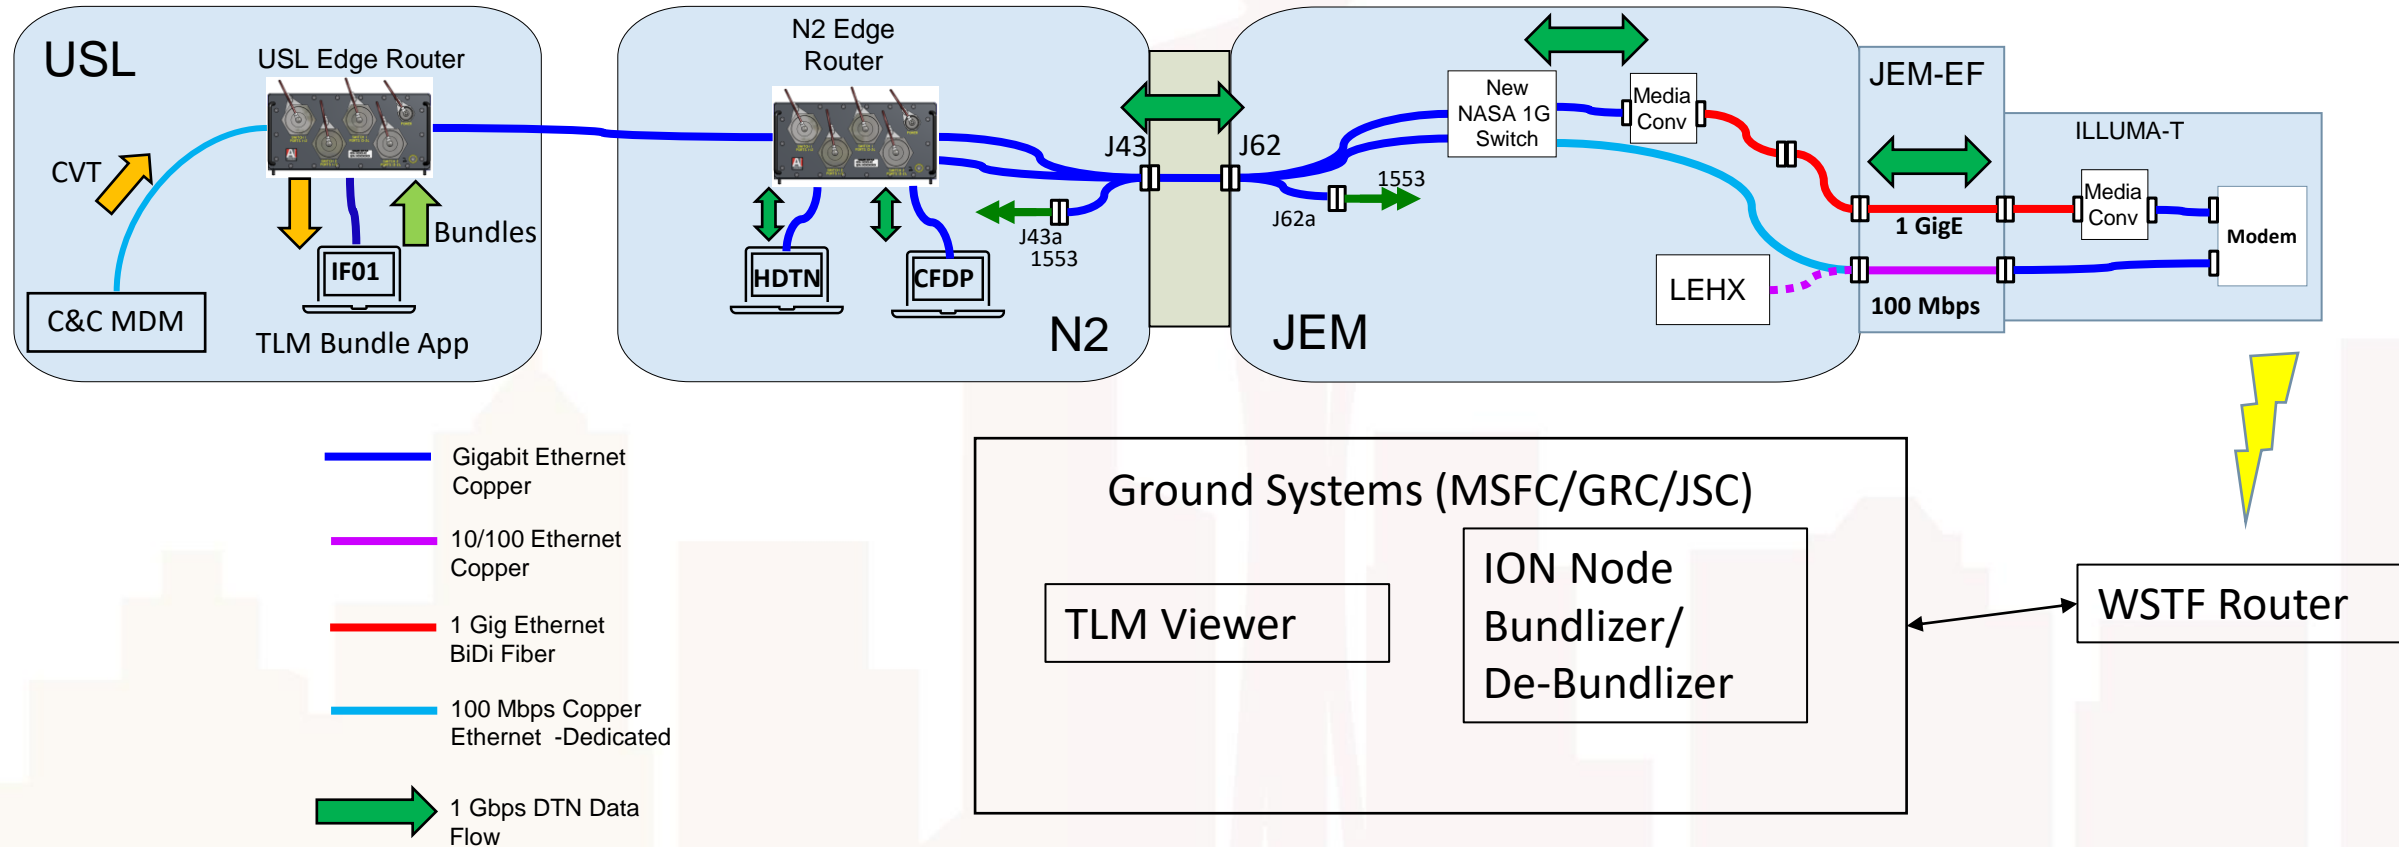 USL
USL Edge Router
CVT
Bundles
IF01
C&C MDM
TLM Bundle App
N2 Edge
Router
HDTN
CFDP
J43
J43a
1553
N2
J62
J62a
1553
New
NASA 1G
Switch
Media
Conv
LEHX
JEM
JEM-EF
1 GigE
100 Mbps
ILLUMA-T
Media
Conv
Modem
Gigabit Ethernet
Copper
10/100 Ethernet
Copper
1 Gig Ethernet
BiDi Fiber
100 Mbps Copper
Ethernet -Dedicated
1 Gbps DTN Data
Flow
Ground Systems (MSFC/GRC/JSC)
TLM Viewer
ION Node
Bundlizer/
De-Bundlizer
WSTF Router